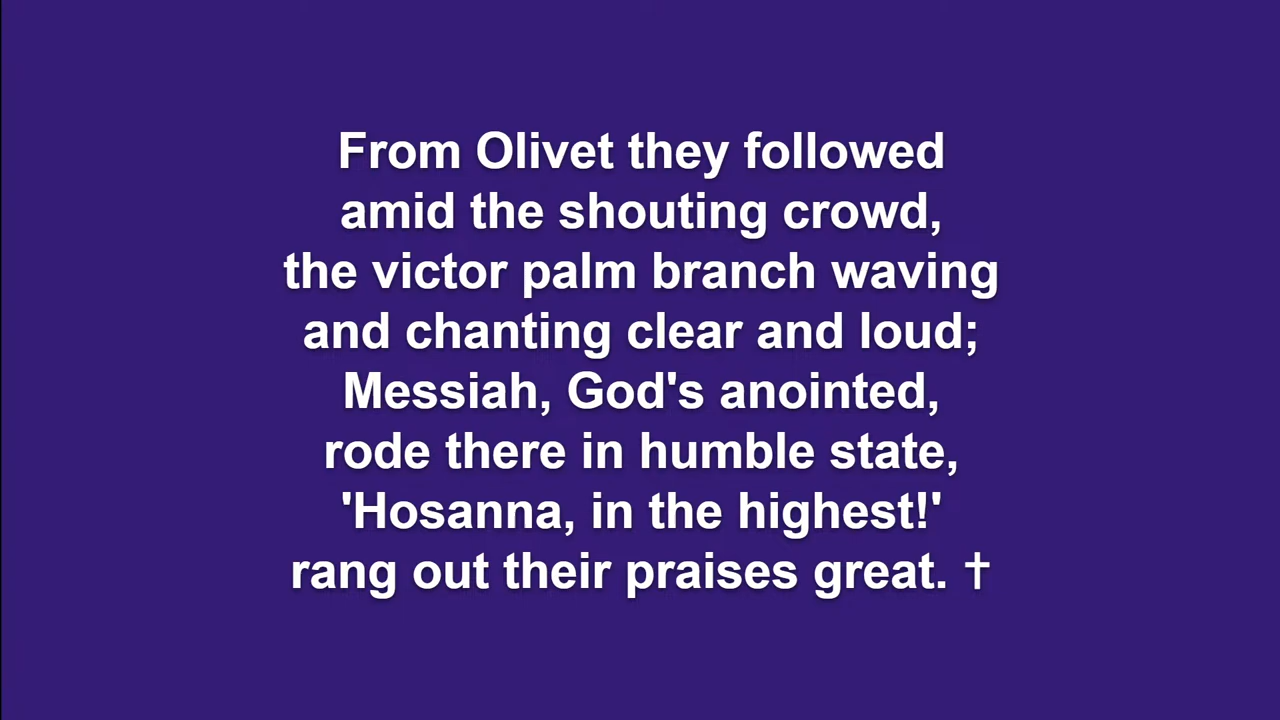 From Olivet they followed
amid the shouting crowd,
the victor palm branch waving
and chanting clear and loud;
Messiah, God's anointed,
rode there in humble state,
'Hosanna, in the highest!'
rang out their praises great. †